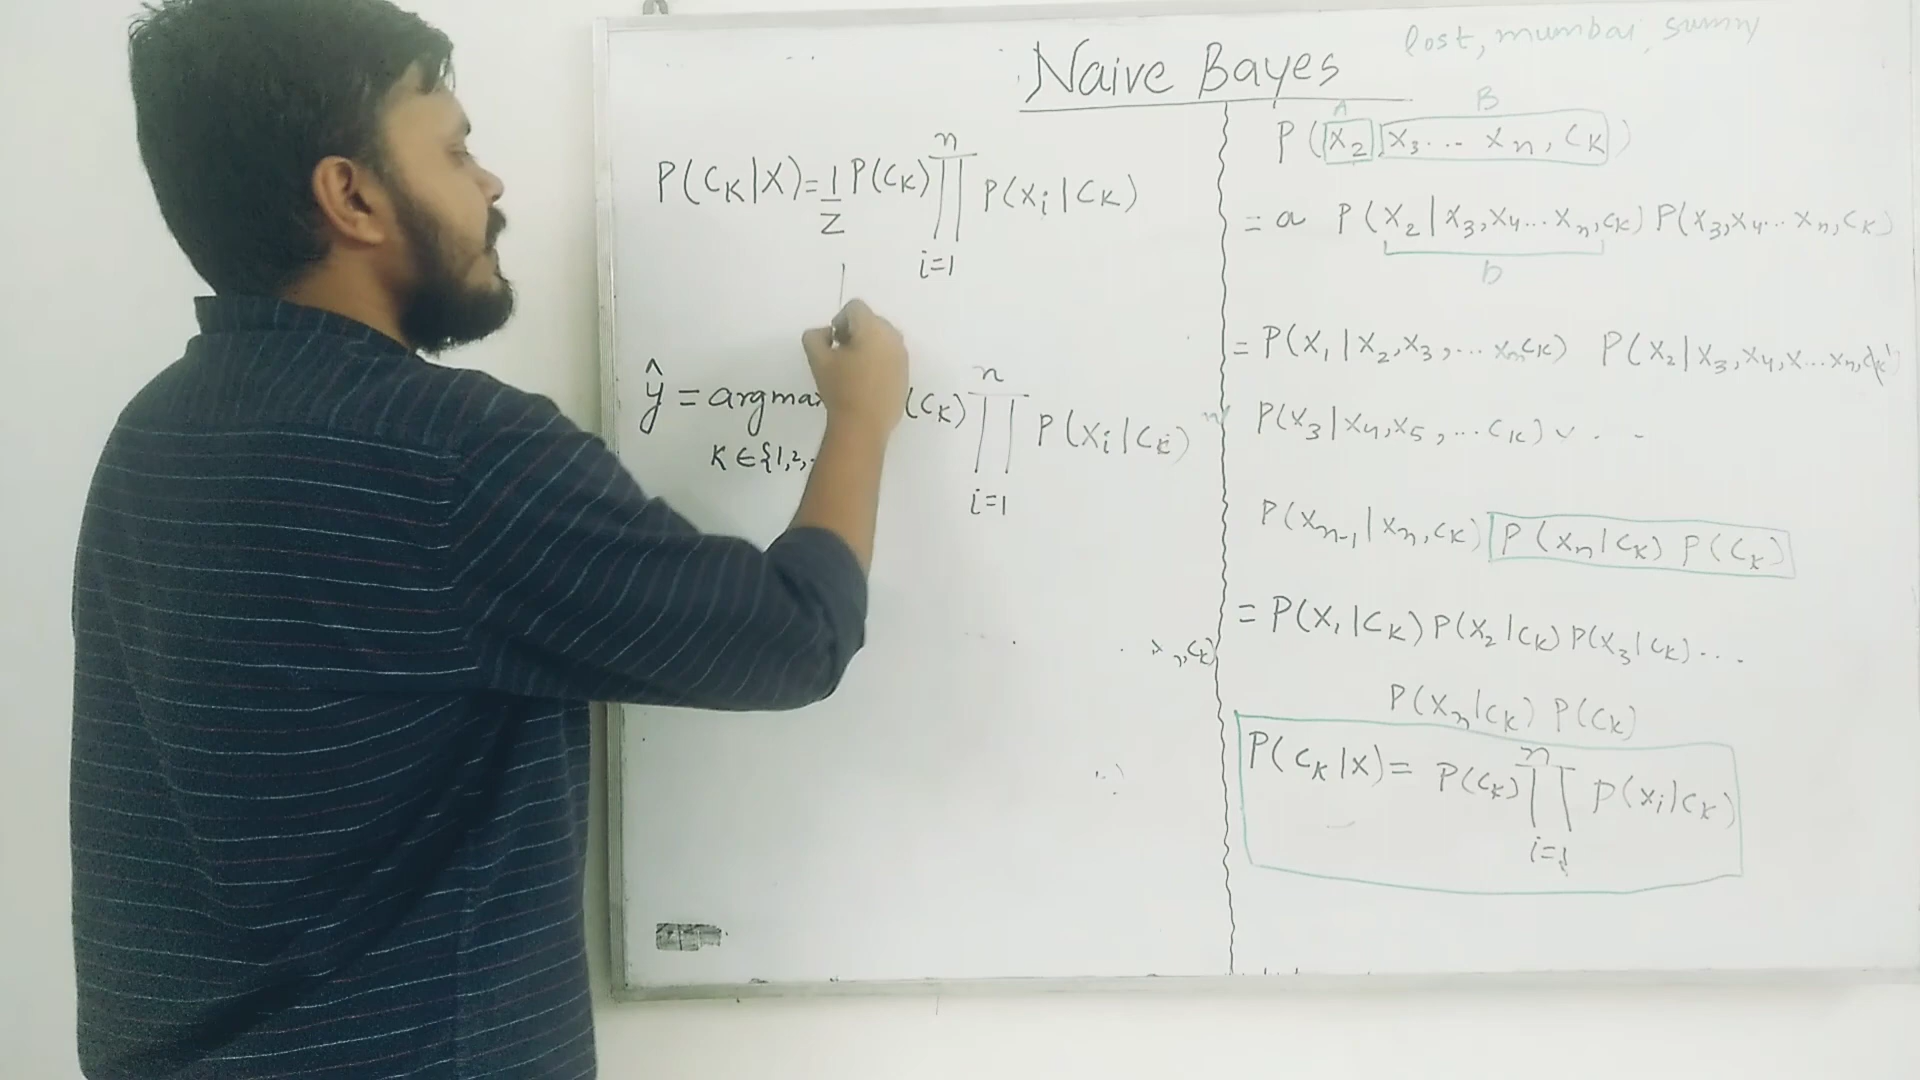 Naive Bayes
lost, mumbai, sunny
P(CK|X)=1/Z P(CK) n∏i=1 P(xi|CK)
ŷ = argma (CK) n∏i=1 P(xi|CK)
K ∈{1,2,
xn,CK)
A B
P(x2|x3... xn, CK)
= a P(x2|x3,x4...xn,CK) P(x3,x4...xn,CK)
b
= P(x1|x2,x3,...xn,CK) P(x2|x3,x4,x...xn,CK)
P(x3|x4,x5,...CK) . -
P(xn-1|xn,CK) P(xn|CK) P(CK)
= P(x1|CK) P(x2|CK) P(x3|CK)...
P(xn|CK) P(CK)
P(CK|x)= P(CK) n∏i=1 P(xi|CK)